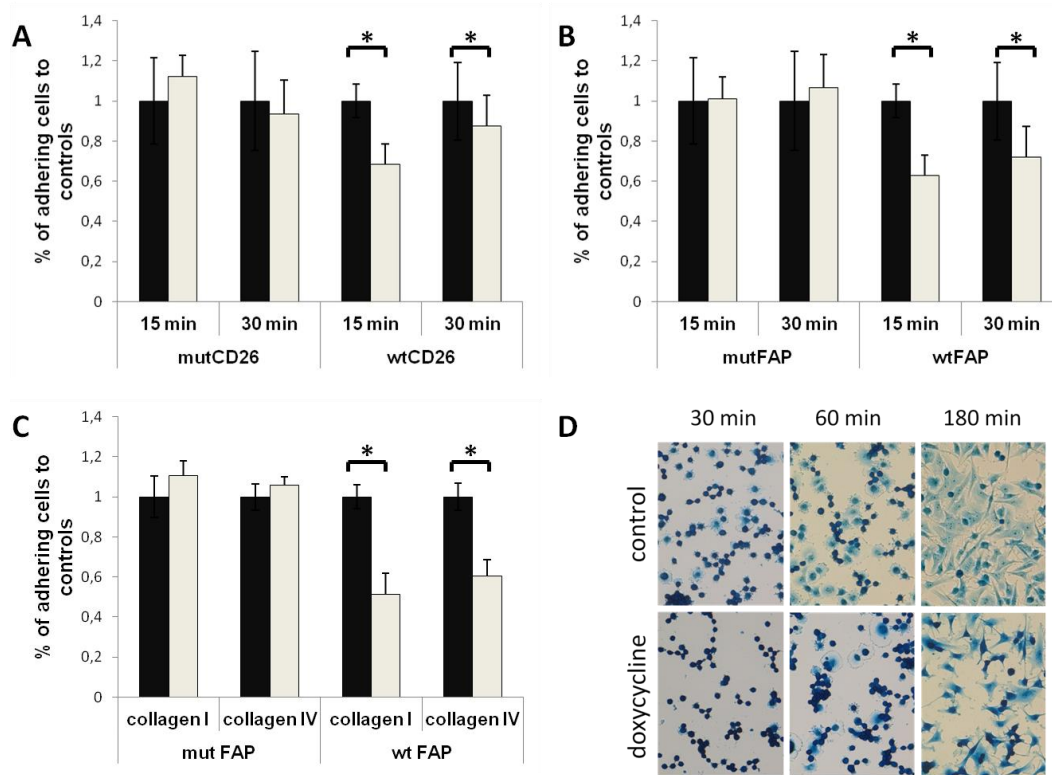 A
% of adhering cells to
controls
1,4
1,2
1
0,8
0,6
0,4
0,2
0
*
*
15 min
30 min
15 min
30 min
mutCD26
wtCD26
B
% of adhering cells to
controls
1,4
1,2
1
0,8
0,6
0,4
0,2
0
*
*
15 min
30 min
15 min
30 min
mutFAP
wtFAP
C
% of adhering cells to
controls
1,4
1,2
1
0,8
0,6
0,4
0,2
0
*
*
collagen I
collagen IV
collagen I
collagen IV
mut FAP
wt FAP
D
30 min
60 min
180 min
control
doxycycline